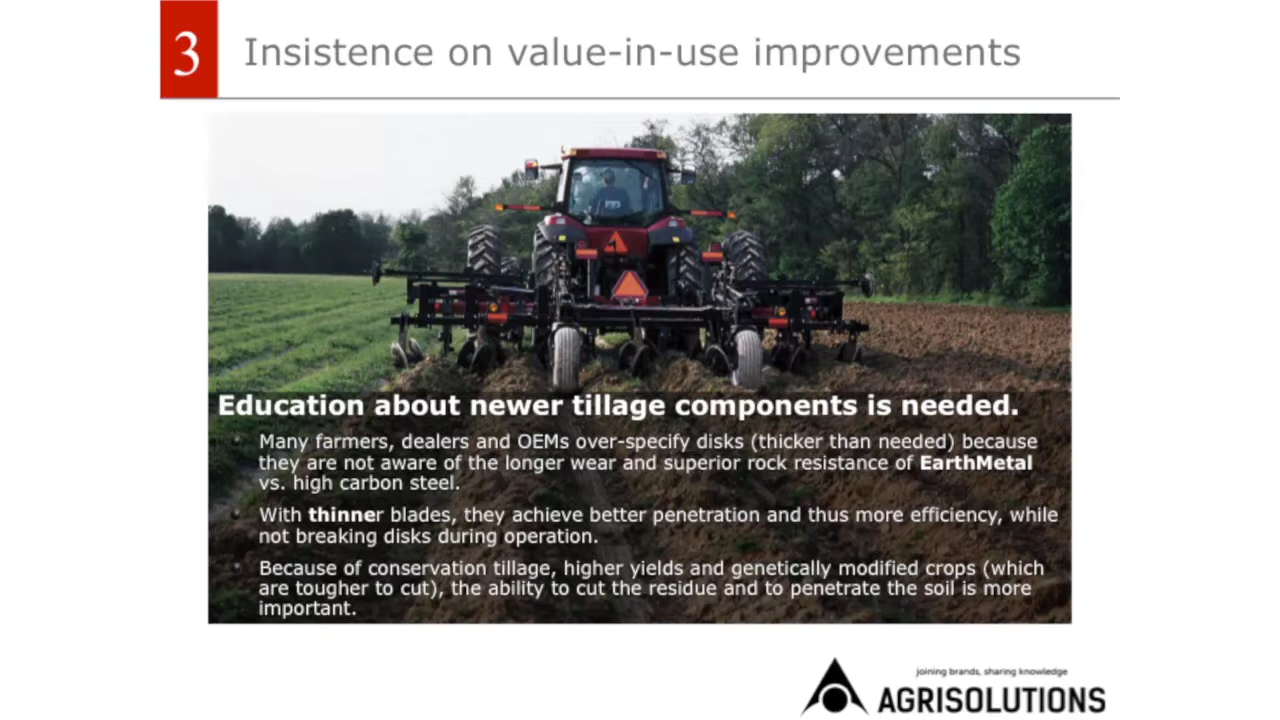 3
Insistence on value-in-use improvements
Education about newer tillage components is needed.
Many farmers, dealers and OEMs over-specify disks (thicker than needed) because
they are not aware of the longer wear and superior rock resistance of EarthMetal
vs. high carbon steel.
With thinner blades, they achieve better penetration and thus more efficiency, while
not breaking disks during operation.
Because of conservation tillage, higher yields and genetically modified crops (which
are tougher to cut), the ability to cut the residue and to penetrate the soil is more
important.
joining brands, sharing knowledge
AGRISOLUTIONS